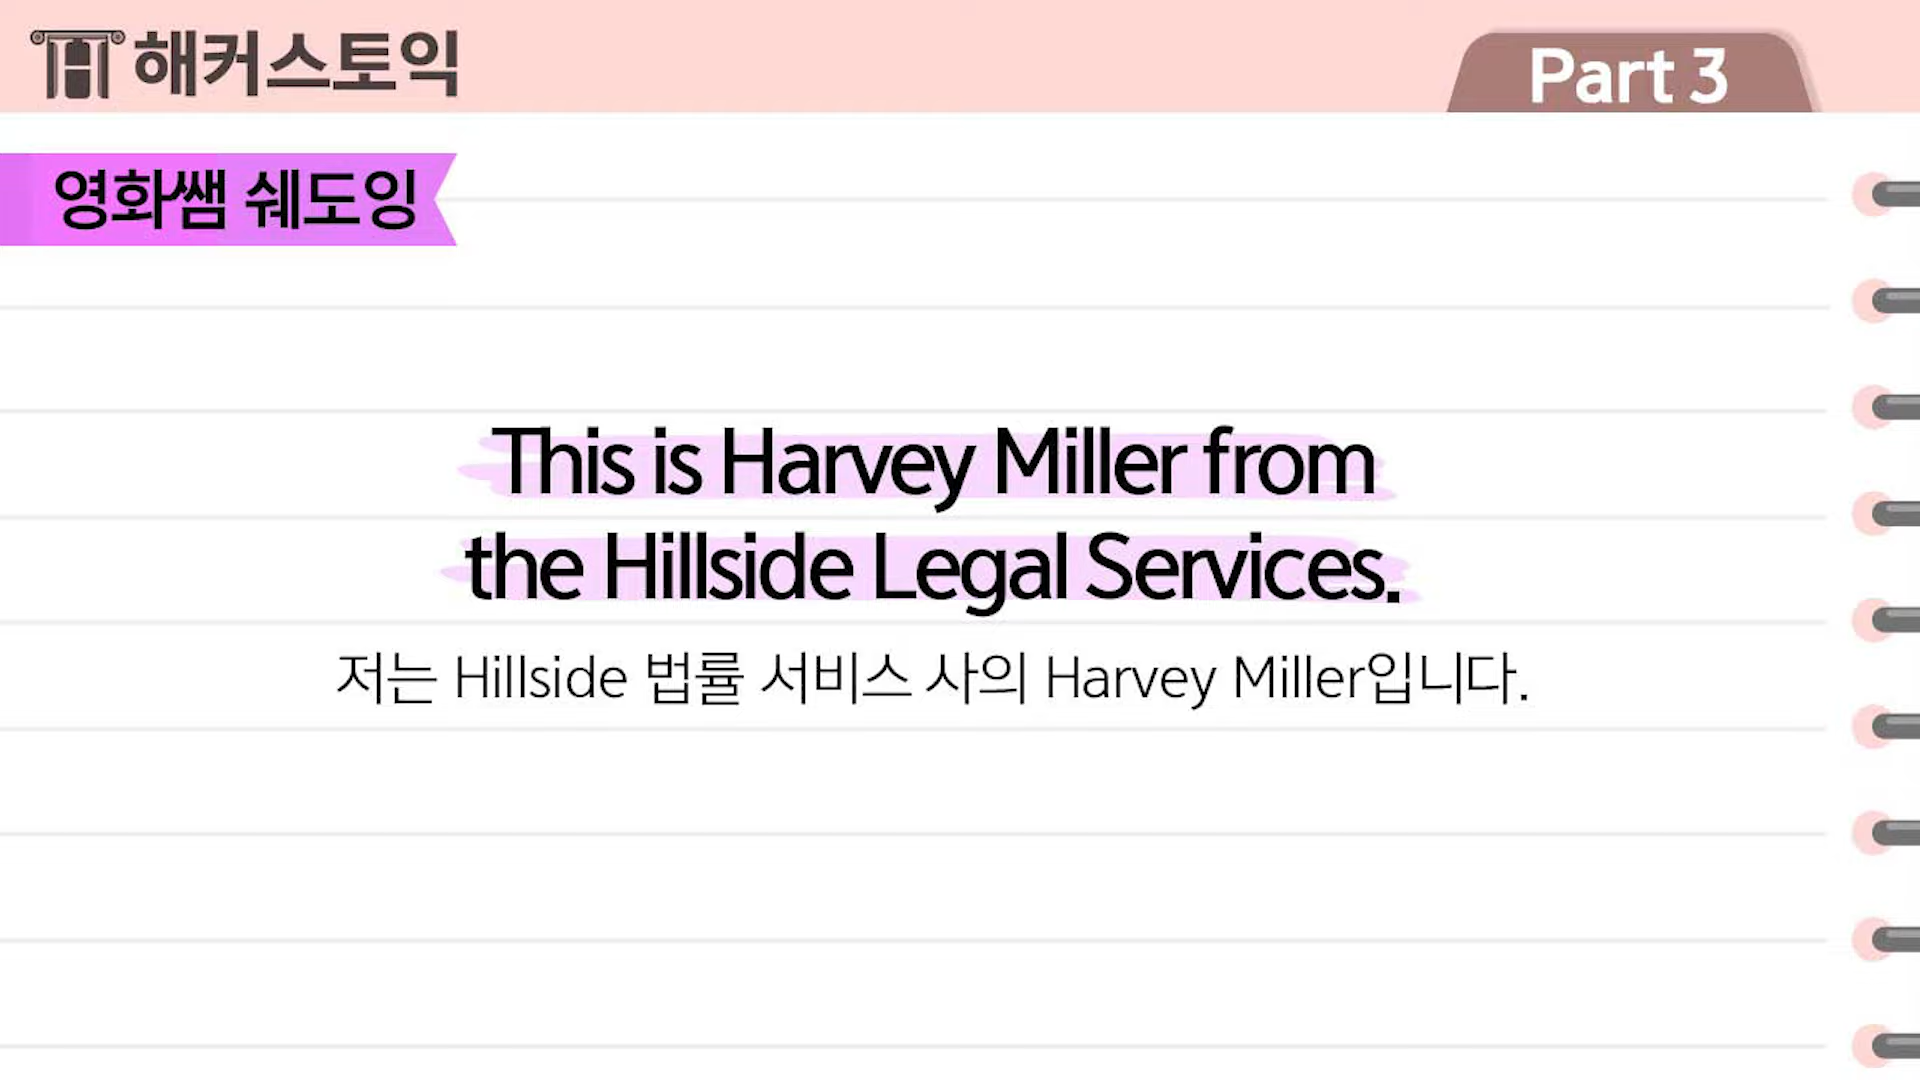 해커스토익
Part 3
영화쌤 쉐도잉
This is Harvey Miller from
the Hillside Legal Services.
저는 Hillside 법률 서비스 사의 Harvey Miller입니다.